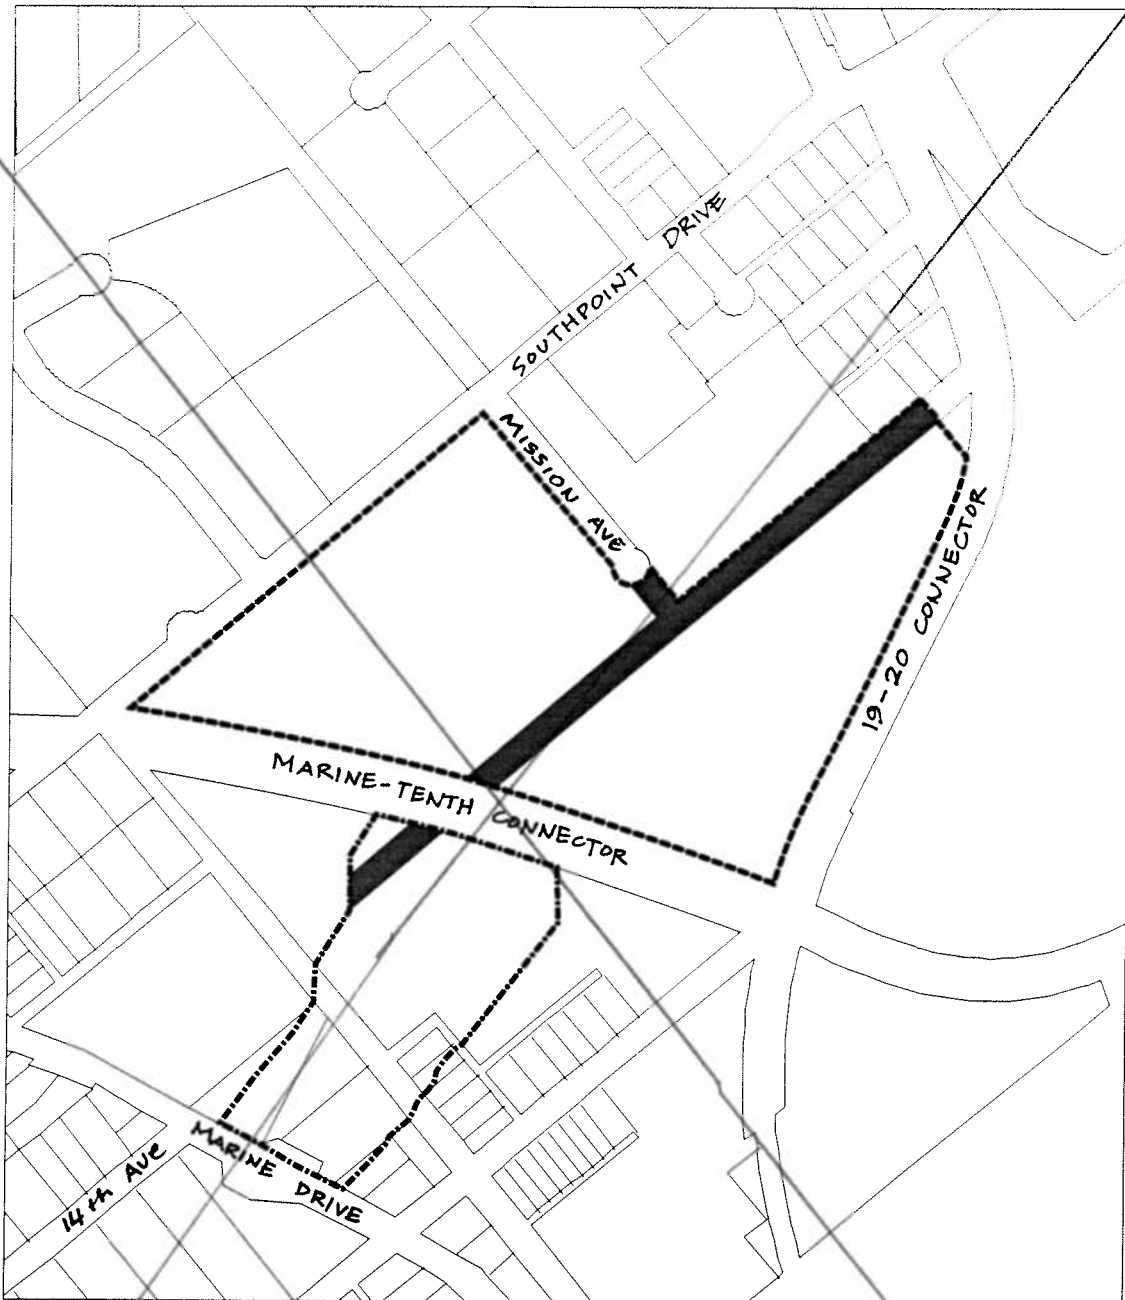 SOUTHPOINT DRIVE
MISSION AVE
19-20 CONNECTOR
MARINE-TENTH CONNECTOR
MARINE DRIVE
14th Ave